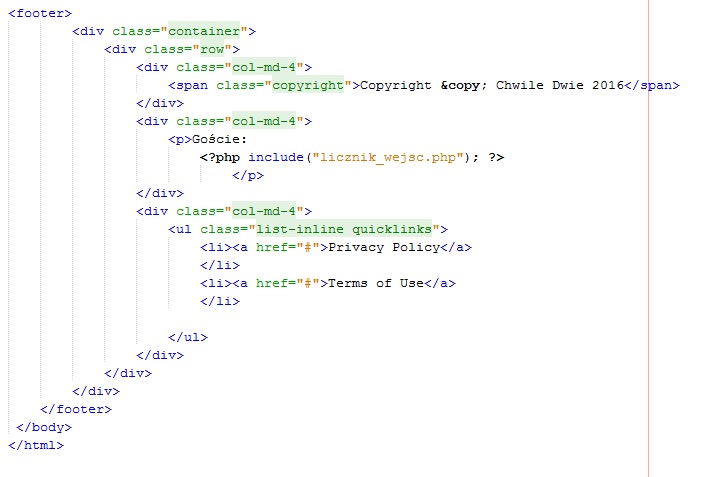 <footer>
<div class="container">
<div class="row">
<div class="col-md-4">
<span class="copyright">Copyright &copy; Chwile Dwie 2016</span>
</div>
<div class="col-md-4">
<p>Goście:
<?php include("licznik_wejsc.php"); ?>
</p>
</div>
<div class="col-md-4">
<ul class="list-inline quicklinks">
<li><a href="#">Privacy Policy</a>
</li>
<li><a href="#">Terms of Use</a>
</li>
</ul>
</div>
</div>
</div>
</footer>
</body>
</html>